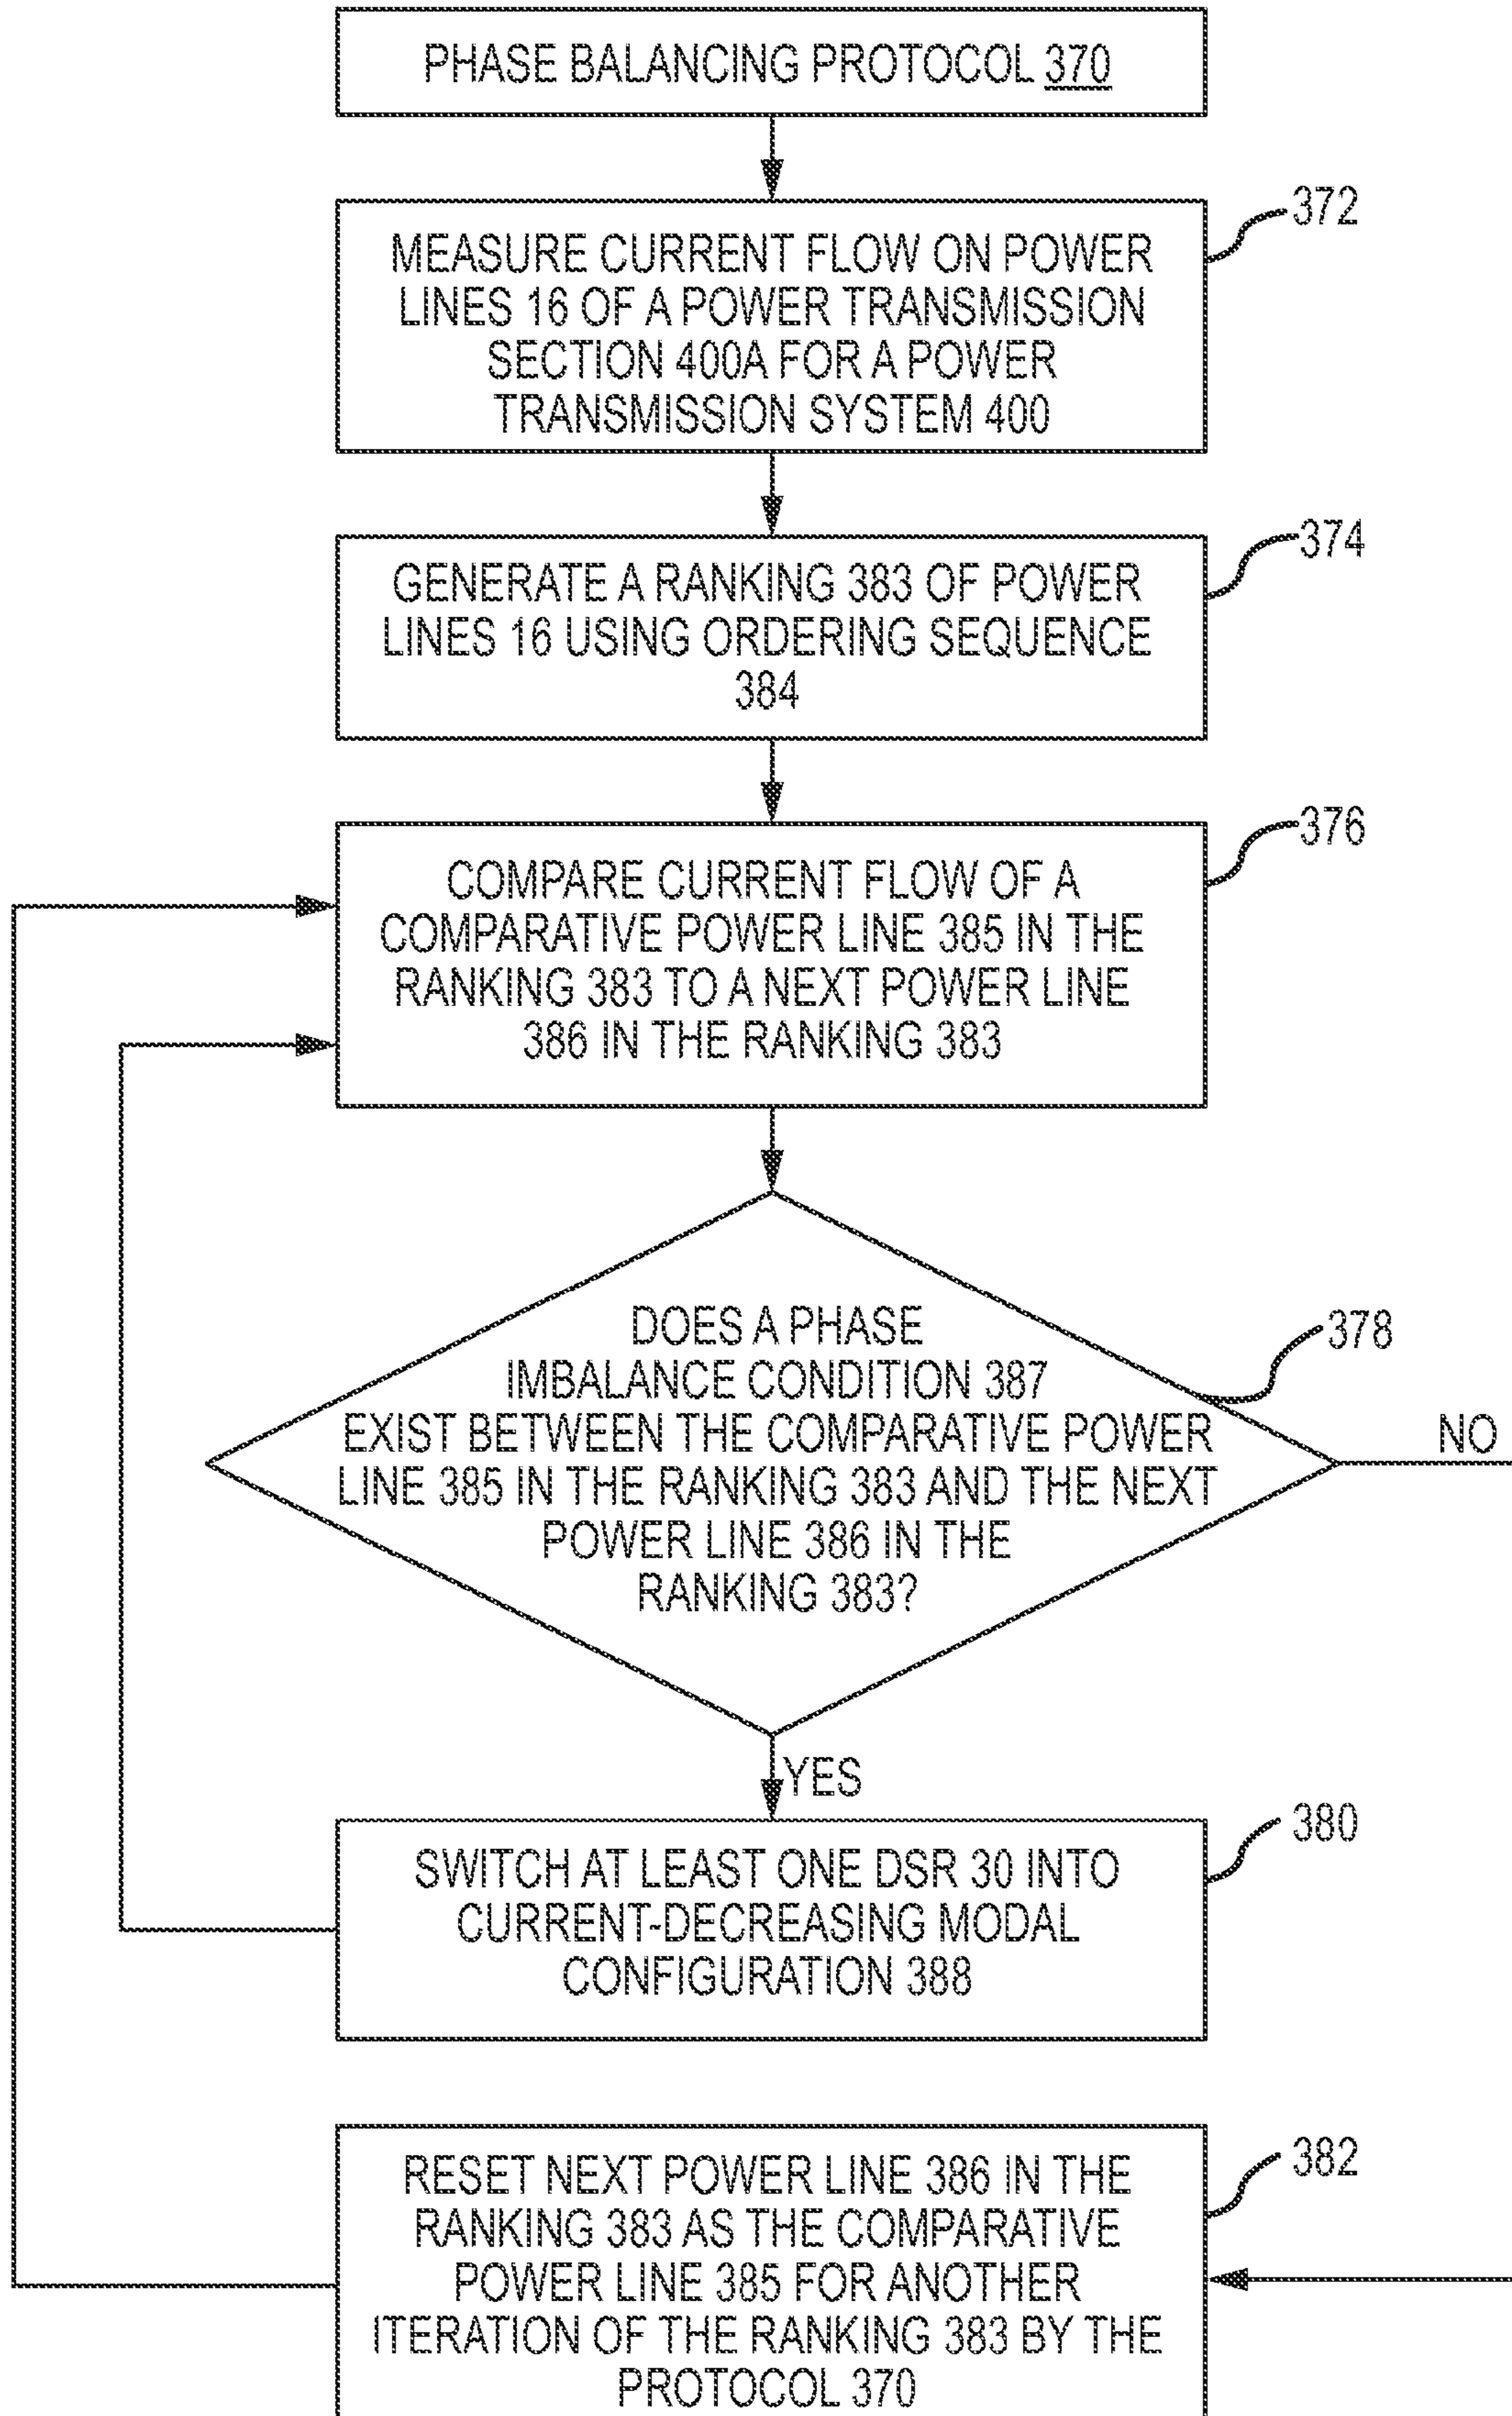 PHASE BALANCING PROTOCOL 370
372
MEASURE CURRENT FLOW ON POWER
LINES 16 OF A POWER TRANSMISSION
SECTION 400A FOR A POWER
TRANSMISSION SYSTEM 400
374
GENERATE A RANKING 383 OF POWER
LINES 16 USING ORDERING SEQUENCE
384
376
COMPARE CURRENT FLOW OF A
COMPARATIVE POWER LINE 385 IN THE
RANKING 383 TO A NEXT POWER LINE
386 IN THE RANKING 383
378
DOES A PHASE
IMBALANCE CONDITION 387
EXIST BETWEEN THE COMPARATIVE POWER
LINE 385 IN THE RANKING 383 AND THE NEXT
POWER LINE 386 IN THE
RANKING 383?
NO
YES
380
SWITCH AT LEAST ONE DSR 30 INTO
CURRENT-DECREASING MODAL
CONFIGURATION 388
382
RESET NEXT POWER LINE 386 IN THE
RANKING 383 AS THE COMPARATIVE
POWER LINE 385 FOR ANOTHER
ITERATION OF THE RANKING 383 BY THE
PROTOCOL 370